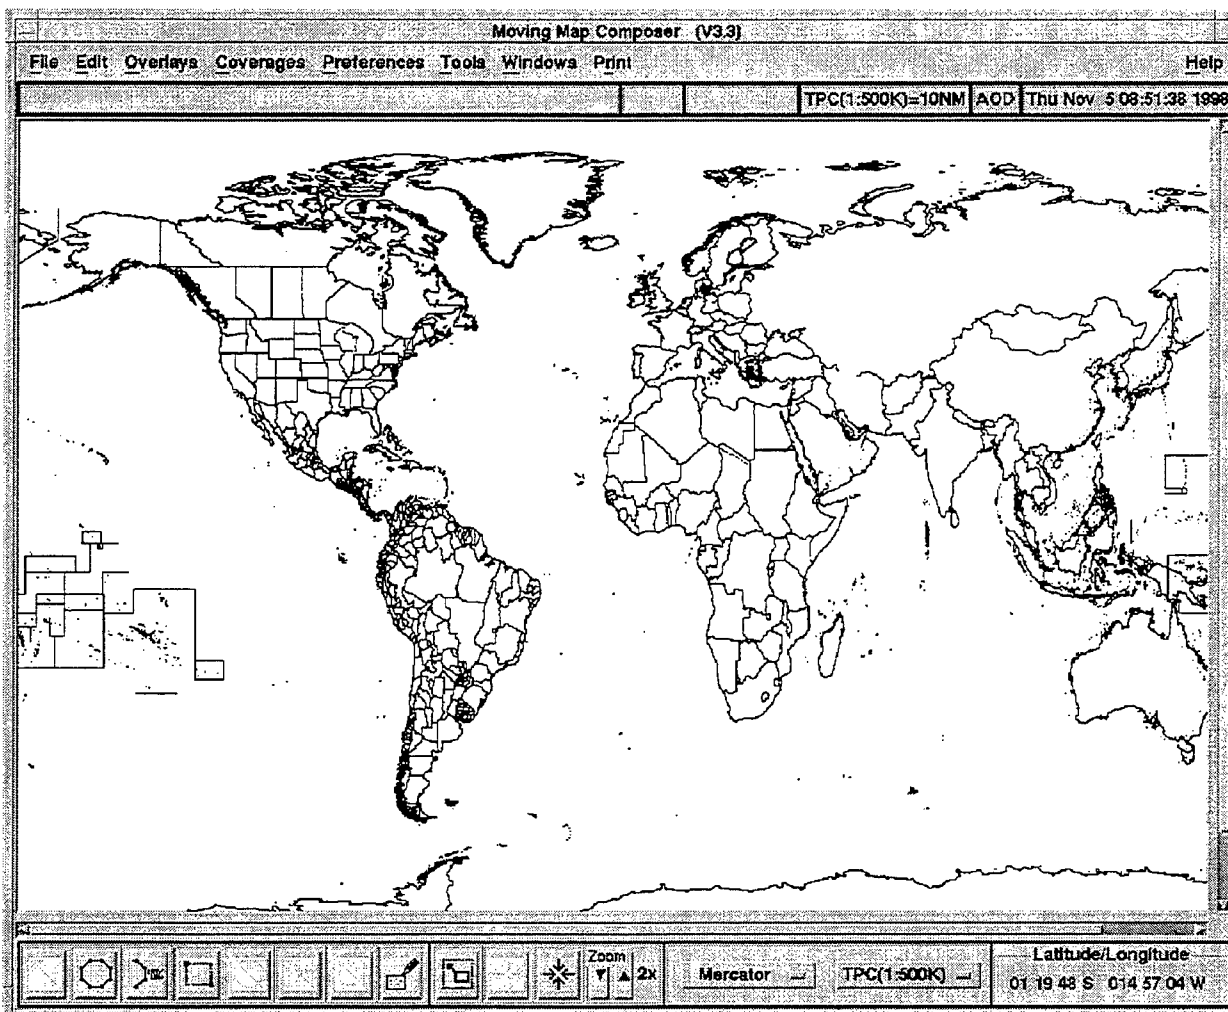 Moving Map Composer (V3.3)
File Edit Overlays Coverages Preferences Tools Windows Print Help
TPC(1:500K)=10NM AOD Thu Nov 5 08:51:38 1998
Zoom
2x
Mercator
TPC(1:500K)
Latitude/Longitude
01 19 48 S 014 57 04 W